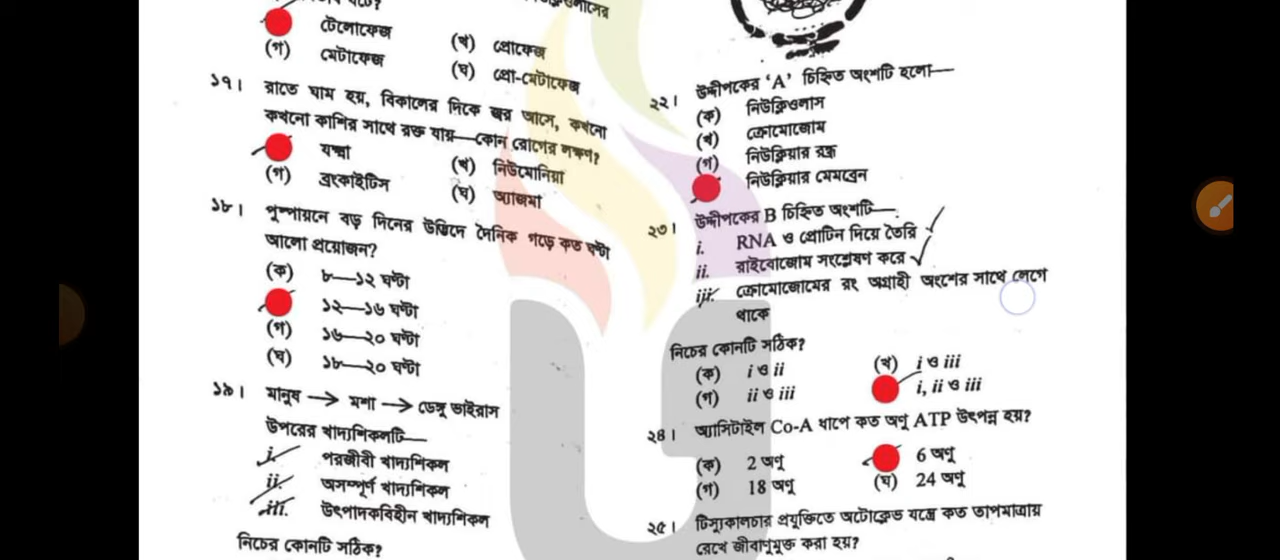 ঘটে?
টেলোফেজ
(খ) প্রোফেজ
(গ) মেটাফেজ
(ঘ) প্রো-মেটাফেজ
১৭। রাতে ঘাম হয়, বিকালের দিকে জ্বর আসে, কখনো
কখনো কাশির সাথে রক্ত যায়—কোন রোগের লক্ষণ?
যক্ষ্মা
(খ) নিউমোনিয়া
(গ) ব্রংকাইটিস
(ঘ) অ্যাজমা
১৮। পুষ্পায়নে বড় দিনের উদ্ভিদে দৈনিক গড়ে কত ঘণ্টা
আলো প্রয়োজন?
(ক) ৮—১২ ঘণ্টা
১২—১৬ ঘণ্টা
(গ) ১৬—২০ ঘণ্টা
(ঘ) ১৮—২০ ঘণ্টা
১৯। মানুষ → মশা → ডেঙ্গু ভাইরাস
উপরের খাদ্যশিকলটি—
i. পরজীবী খাদ্যশিকল
ii. অসম্পূর্ণ খাদ্যশিকল
iii. উৎপাদকবিহীন খাদ্যশিকল
নিচের কোনটি সঠিক?
২২। উদ্দীপকের ‘A’ চিহ্নিত অংশটি হলো—
(ক) নিউক্লিওলাস
(খ) ক্রোমোজোম
(গ) নিউক্লিয়ার রন্ধ্র
নিউক্লিয়ার মেমব্রেন
২৩। উদ্দীপকের B চিহ্নিত অংশটি—
i. RNA ও প্রোটিন দিয়ে তৈরি
ii. রাইবোজোম সংশ্লেষণ করে
iii. ক্রোমোজোমের রং অগ্রাহী অংশের সাথে লেগে
থাকে
নিচের কোনটি সঠিক?
(ক) i ও ii
(খ) i ও iii
(গ) ii ও iii
i, ii ও iii
২৪। অ্যাসিটাইল Co-A ধাপে কত অণু ATP উৎপন্ন হয়?
(ক) 2 অণু
6 অণু
(গ) 18 অণু
(ঘ) 24 অণু
২৫। টিস্যুকালচার প্রযুক্তিতে অটোক্লেভ যন্ত্রে কত তাপমাত্রায়
রেখে জীবাণুমুক্ত করা হয়?